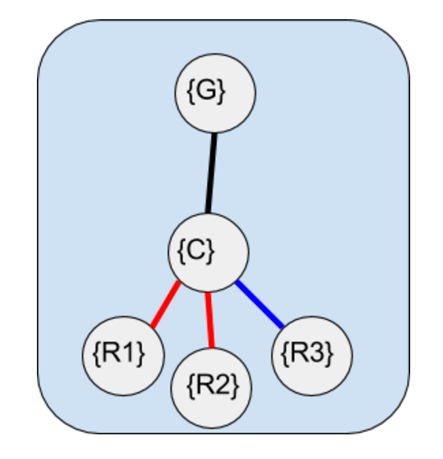 {G}
{C}
{R1}
{R2}
{R3}